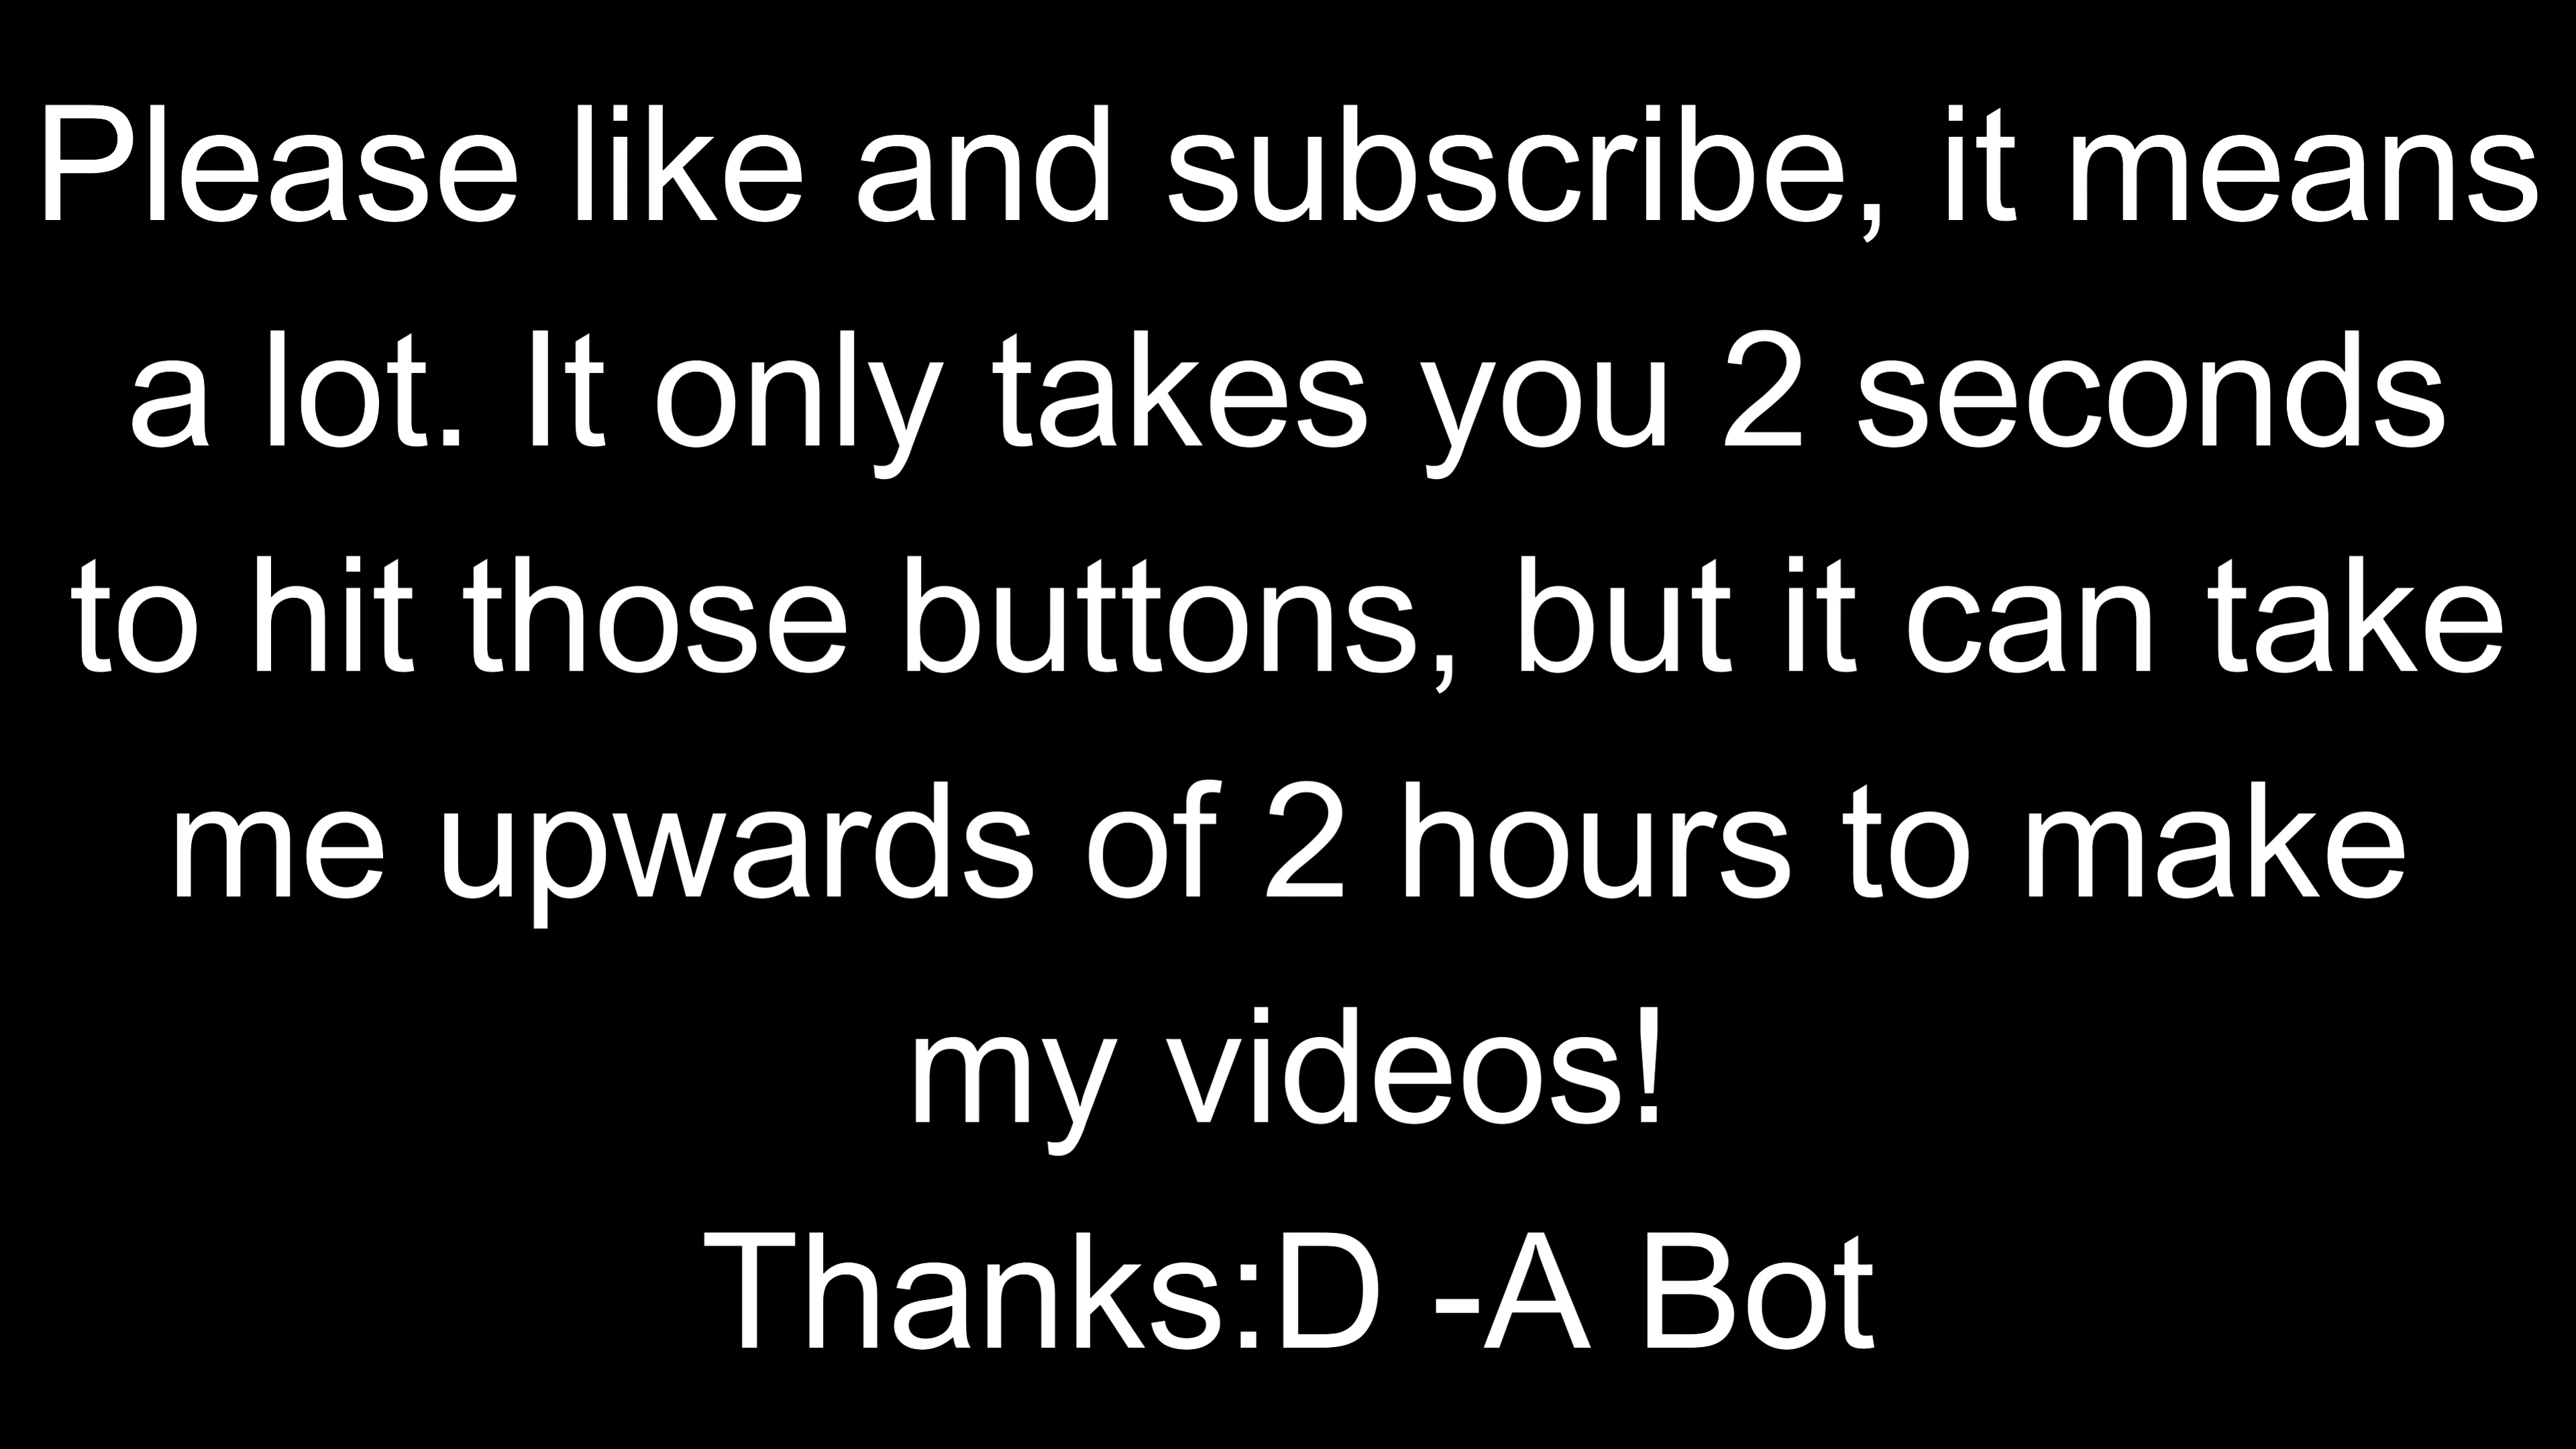 Please like and subscribe, it means
a lot. It only takes you 2 seconds
to hit those buttons, but it can take
me upwards of 2 hours to make
my videos!
Thanks:D -A Bot